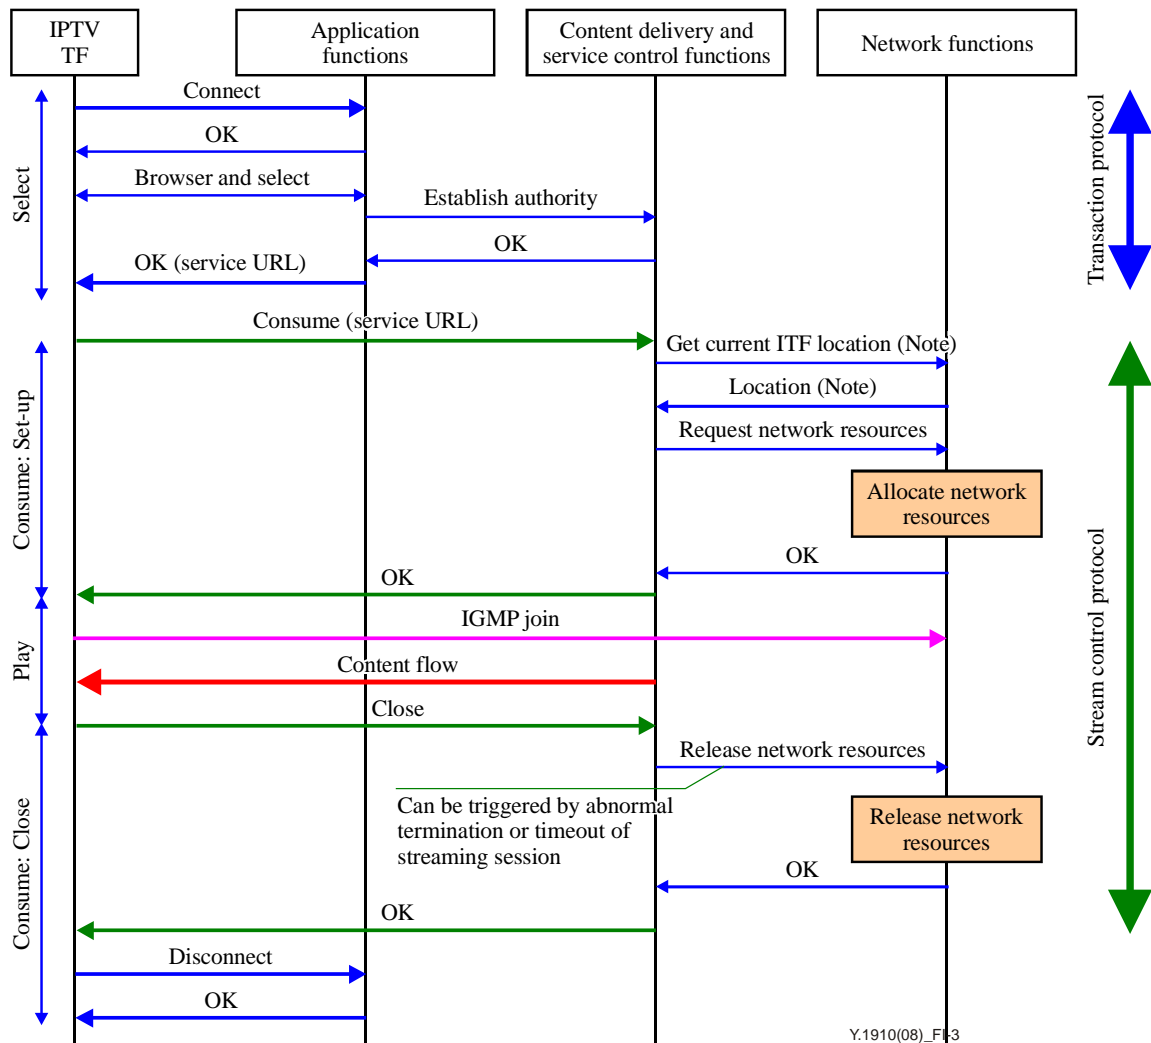 IPTV
TF
Application
functions
Content delivery and
service control functions
Network functions
Connect
OK
Browser and select
Establish authority
OK
OK (service URL)
Select
Transaction protocol
Consume (service URL)
Get current ITF location (Note)
Location (Note)
Request network resources
Allocate network
resources
OK
OK
Consume: Set-up
IGMP join
Content flow
Play
Close
Release network resources
Can be triggered by abnormal
termination or timeout of
streaming session
Release network
resources
OK
OK
Disconnect
OK
Consume: Close
Stream control protocol
Y.1910(08)_FI-3